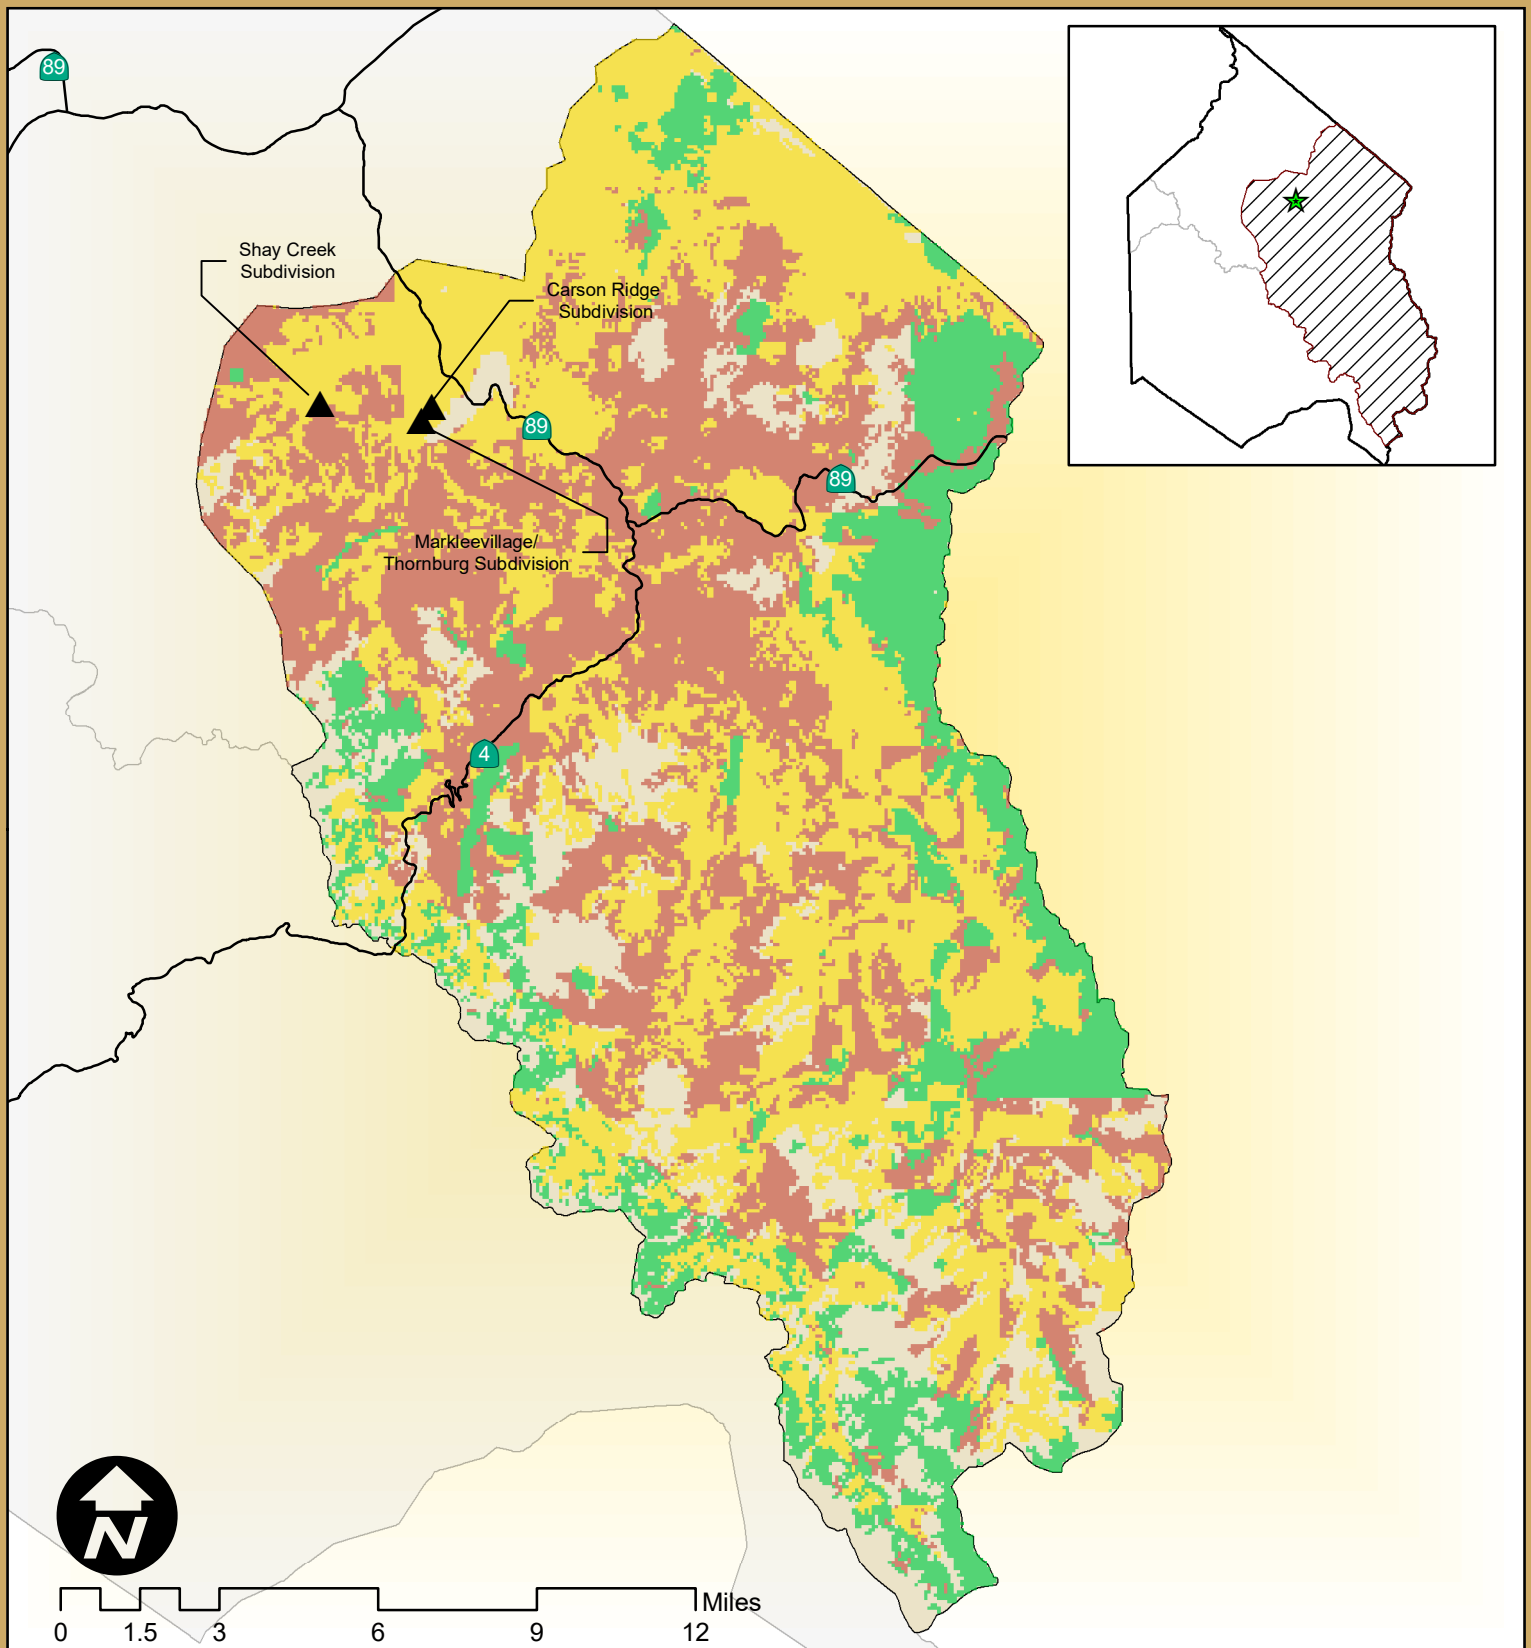 89
Shay Creek
Subdivision
Carson Ridge
Subdivision
89
89
Markleevillage/
Thornburg Subdivision
4
N
Miles
0 1.5 3 6 9 12